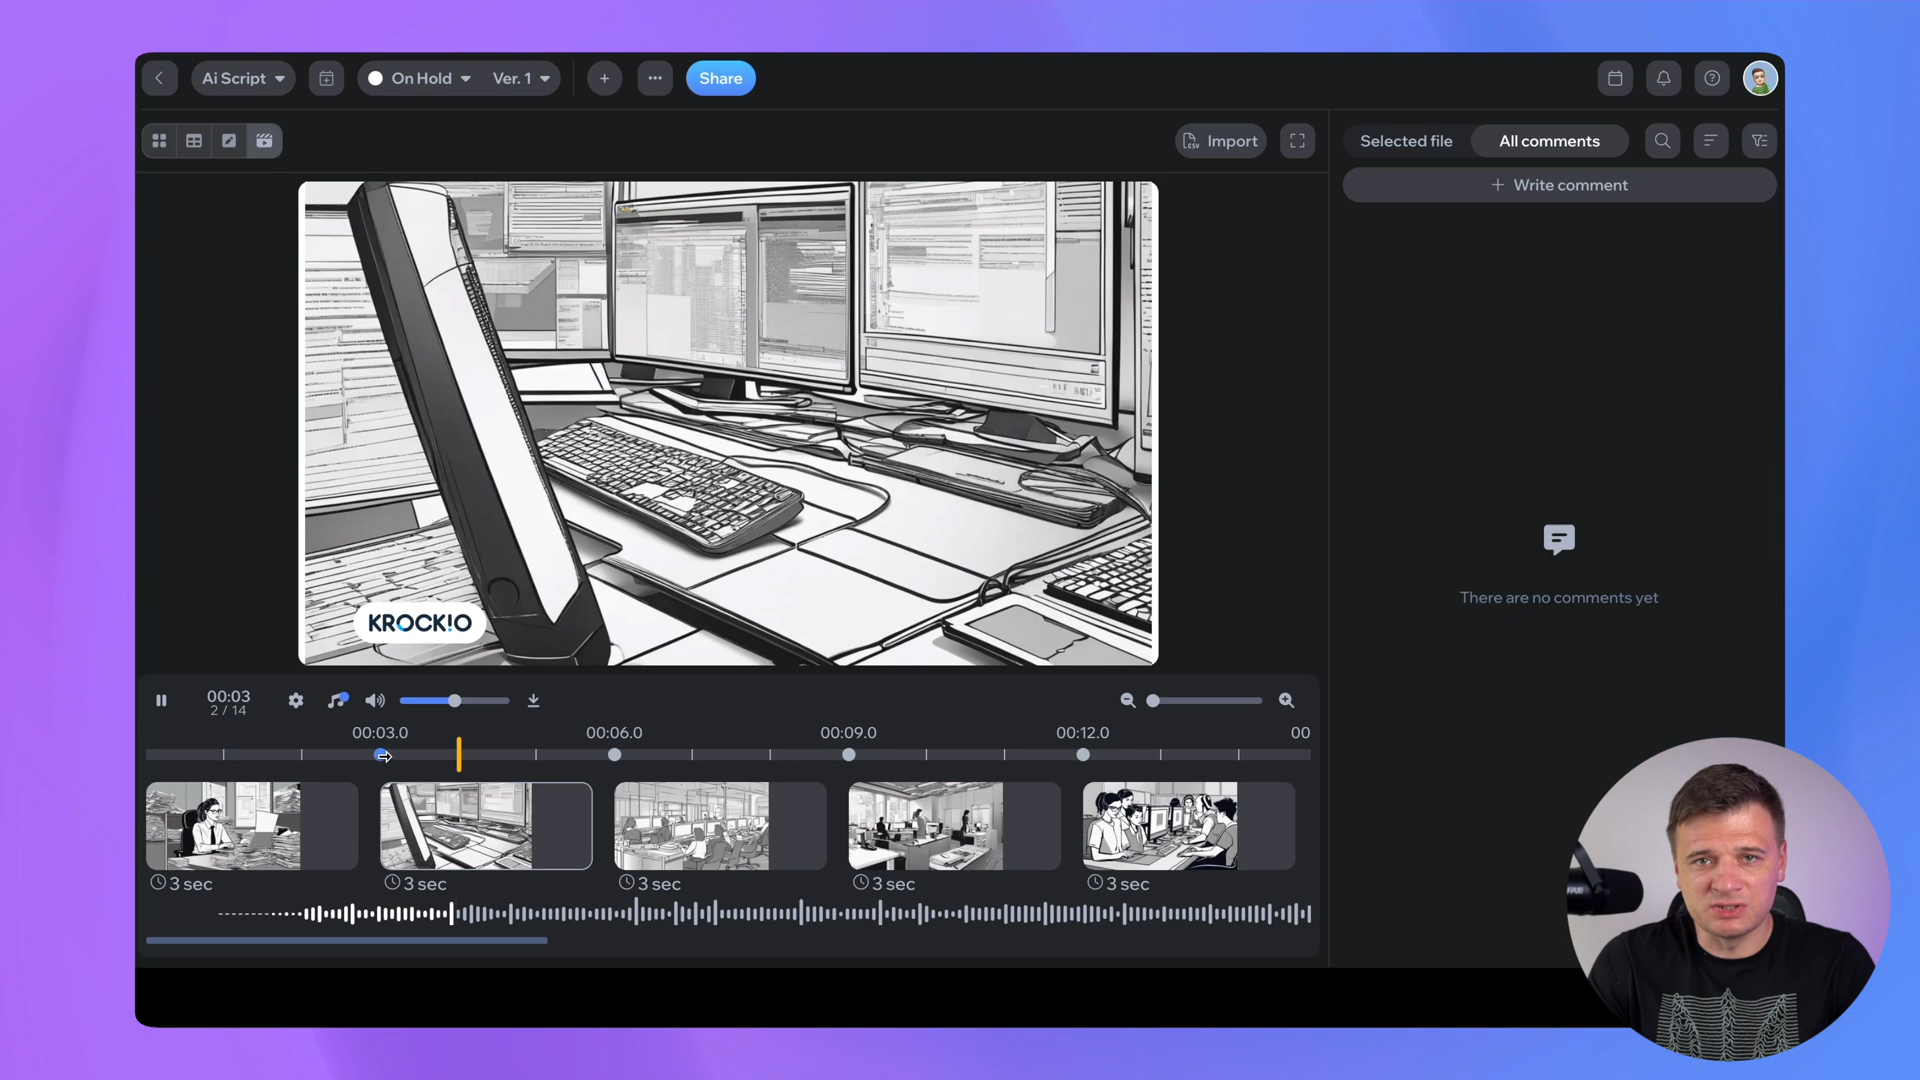 Ai Script
On Hold
Ver. 1
Share
Import
Selected file
All comments
Write comment
There are no comments yet
KROCK!O
00:03
2 / 14
00:03.0
00:06.0
00:09.0
00:12.0
00
3 sec
3 sec
3 sec
3 sec
3 sec